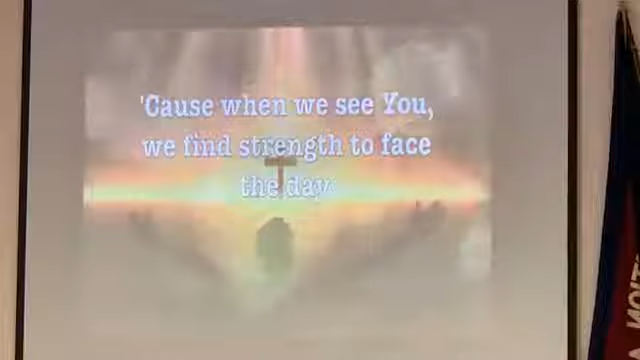 'Cause when we see You,
we find strength to face
the day.